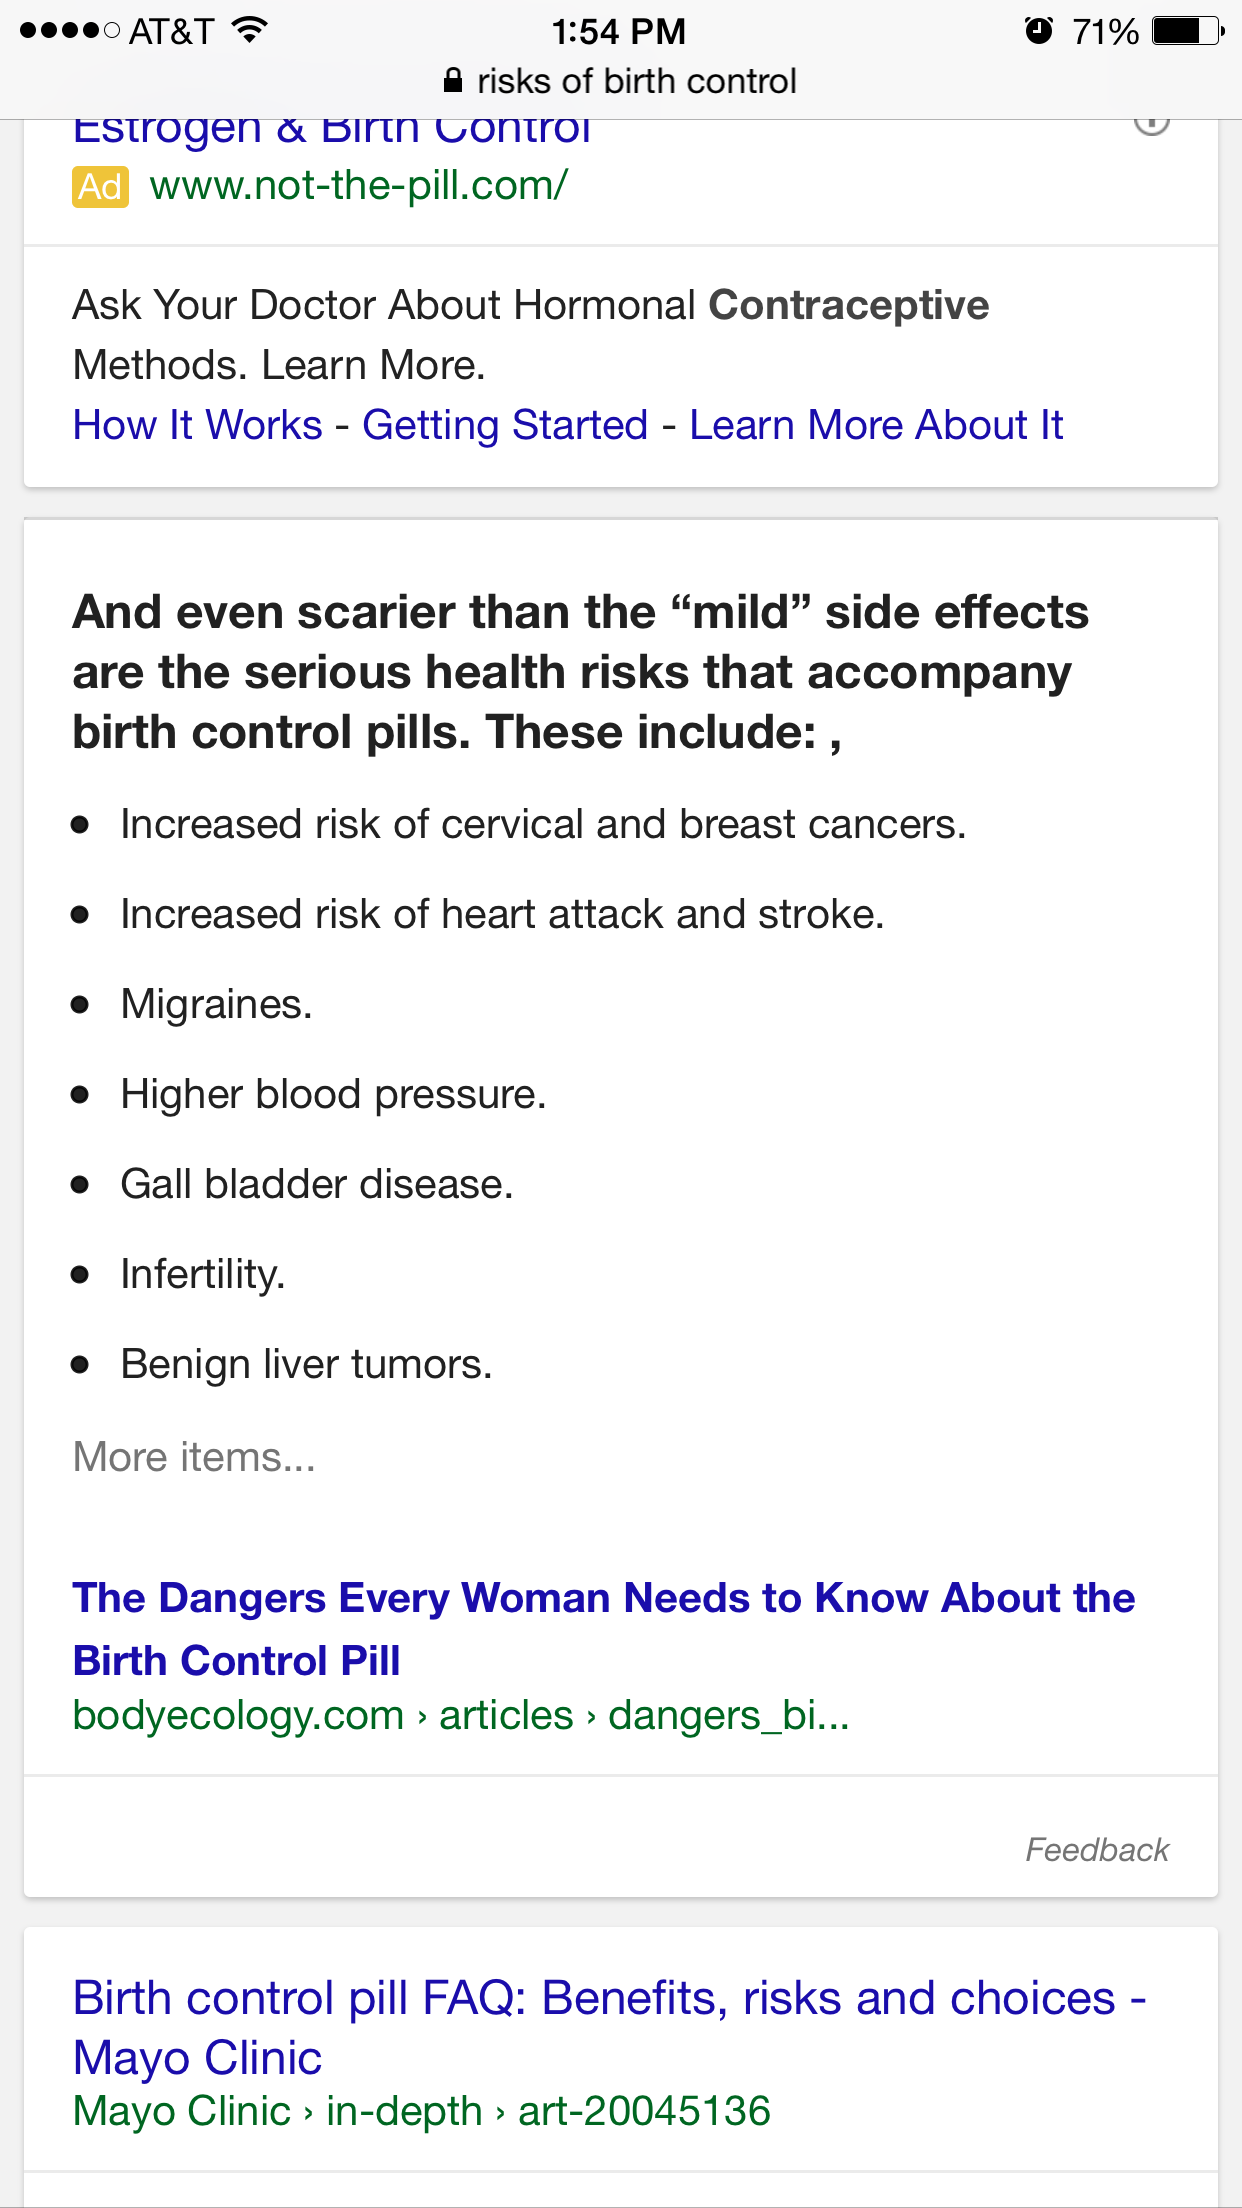 AT&T 1:54 PM 71%
risks of birth control
Estrogen & Birth Control
Ad www.not-the-pill.com/
Ask Your Doctor About Hormonal Contraceptive
Methods. Learn More.
How It Works - Getting Started - Learn More About It
And even scarier than the “mild” side effects
are the serious health risks that accompany
birth control pills. These include: ,
Increased risk of cervical and breast cancers.
Increased risk of heart attack and stroke.
Migraines.
Higher blood pressure.
Gall bladder disease.
Infertility.
Benign liver tumors.
More items...
The Dangers Every Woman Needs to Know About the
Birth Control Pill
bodyecology.com › articles › dangers_bi...
Feedback
Birth control pill FAQ: Benefits, risks and choices -
Mayo Clinic
Mayo Clinic › in-depth › art-20045136